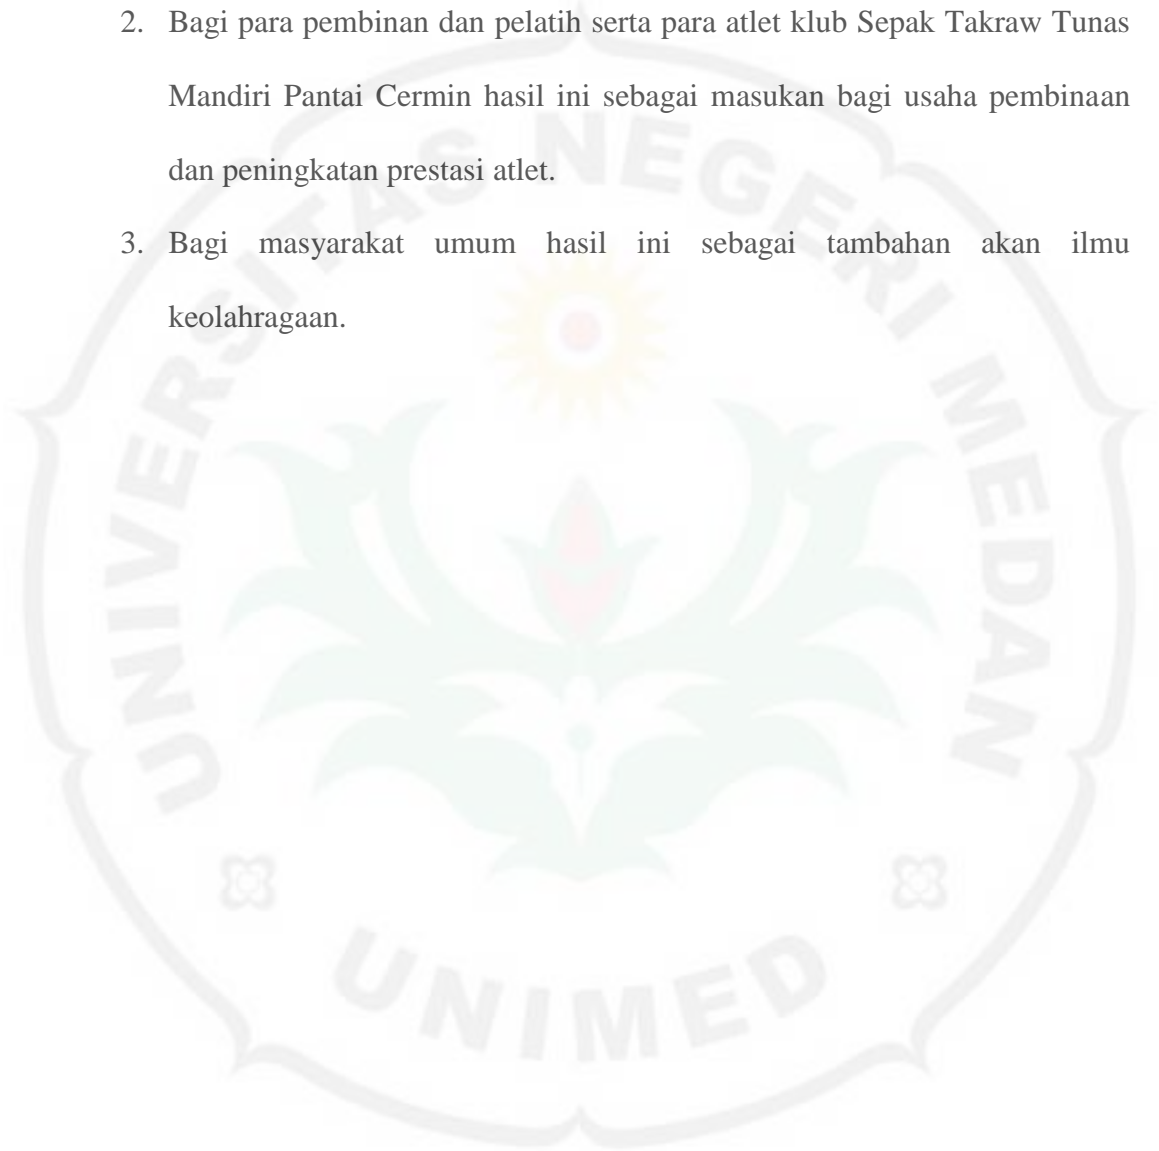 2. Bagi para pembinan dan pelatih serta para atlet klub Sepak Takraw Tunas
Mandiri Pantai Cermin hasil ini sebagai masukan bagi usaha pembinaan
dan peningkatan prestasi atlet.
3. Bagi masyarakat umum hasil ini sebagai tambahan akan ilmu
keolahragaan.
UNIVERSITAS NEGERI MEDAN
UNIMED